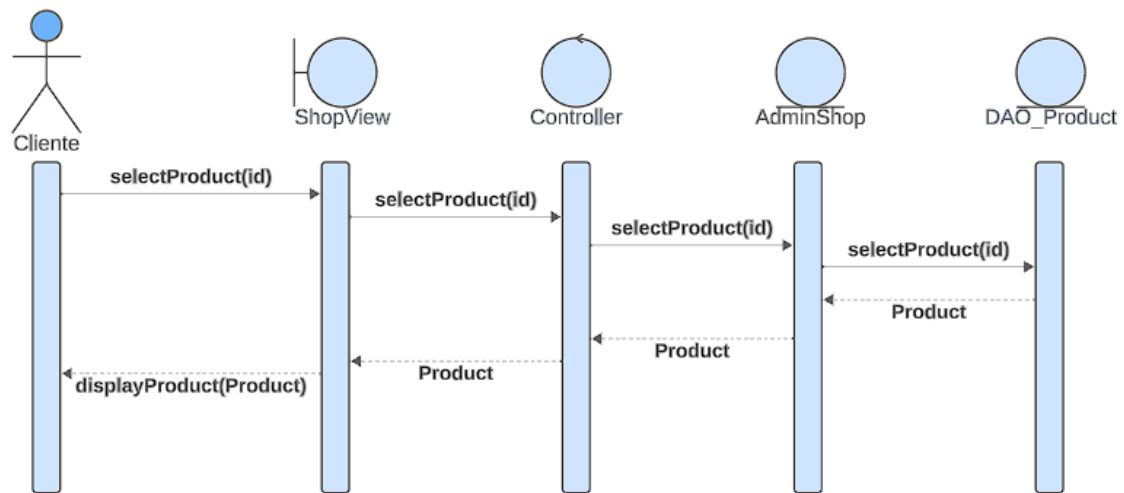 Cliente
ShopView
Controller
AdminShop
DAO_Product
selectProduct(id)
selectProduct(id)
selectProduct(id)
selectProduct(id)
Product
Product
Product
displayProduct(Product)